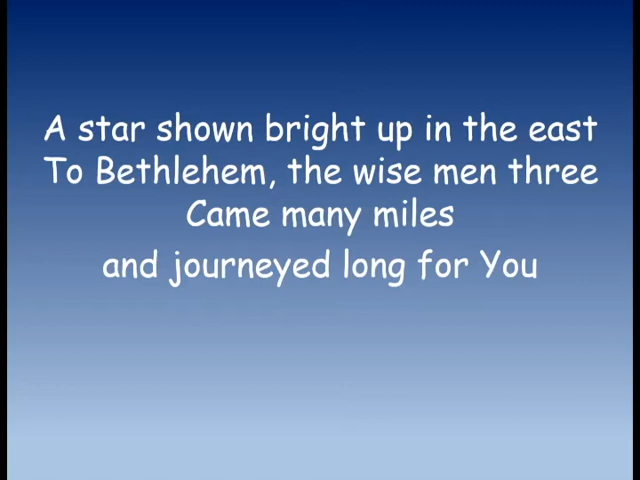 A star shown bright up in the east
To Bethlehem, the wise men three
Came many miles
and journeyed long for You